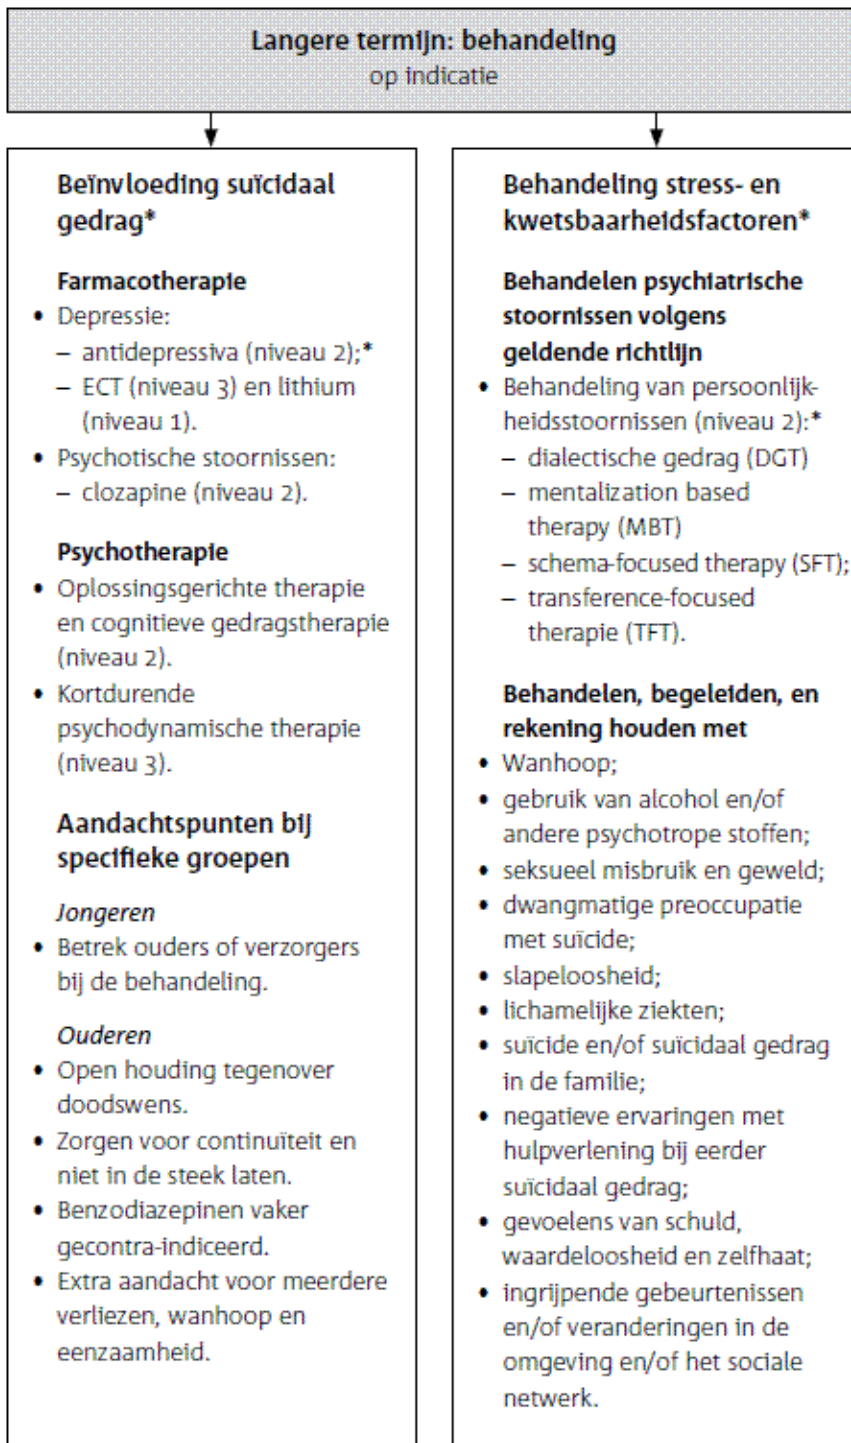 Langere termijn: behandeling
op indicatie
Beïnvloeding suïcidaal
gedrag*
Farmacotherapie
• Depressie:
– antidepressiva (niveau 2);*
– ECT (niveau 3) en lithium
(niveau 1).
• Psychotische stoornissen:
– clozapine (niveau 2).
Psychotherapie
• Oplossingsgerichte therapie
en cognitieve gedragstherapie
(niveau 2).
• Kortdurende
psychodynamische therapie
(niveau 3).
Aandachtspunten bij
specifieke groepen
Jongeren
• Betrek ouders of verzorgers
bij de behandeling.
Ouderen
• Open houding tegenover
doodswens.
• Zorgen voor continuïteit en
niet in de steek laten.
• Benzodiazepinen vaker
gecontra-indiceerd.
• Extra aandacht voor meerdere
verliezen, wanhoop en
eenzaamheid.
Behandeling stress- en
kwetsbaarheidsfactoren*
Behandelen psychiatrische
stoornissen volgens
geldende richtlijn
• Behandeling van persoonlijk-
heidsstoornissen (niveau 2):*
– dialectische gedrag (DGT)
– mentalization based
therapy (MBT)
– schema-focused therapy (SFT);
– transference-focused
therapie (TFT).
Behandelen, begeleiden, en
rekening houden met
• Wanhoop;
• gebruik van alcohol en/of
andere psychotrope stoffen;
• seksueel misbruik en geweld;
• dwangmatige preoccupatie
met suïcide;
• slapeloosheid;
• lichamelijke ziekten;
• suïcide en/of suïcidaal gedrag
in de familie;
• negatieve ervaringen met
hulpverlening bij eerder
suïcidaal gedrag;
• gevoelens van schuld,
waardeloosheid en zelfhaat;
• ingrijpende gebeurtenissen
en/of veranderingen in de
omgeving en/of het sociale
netwerk.